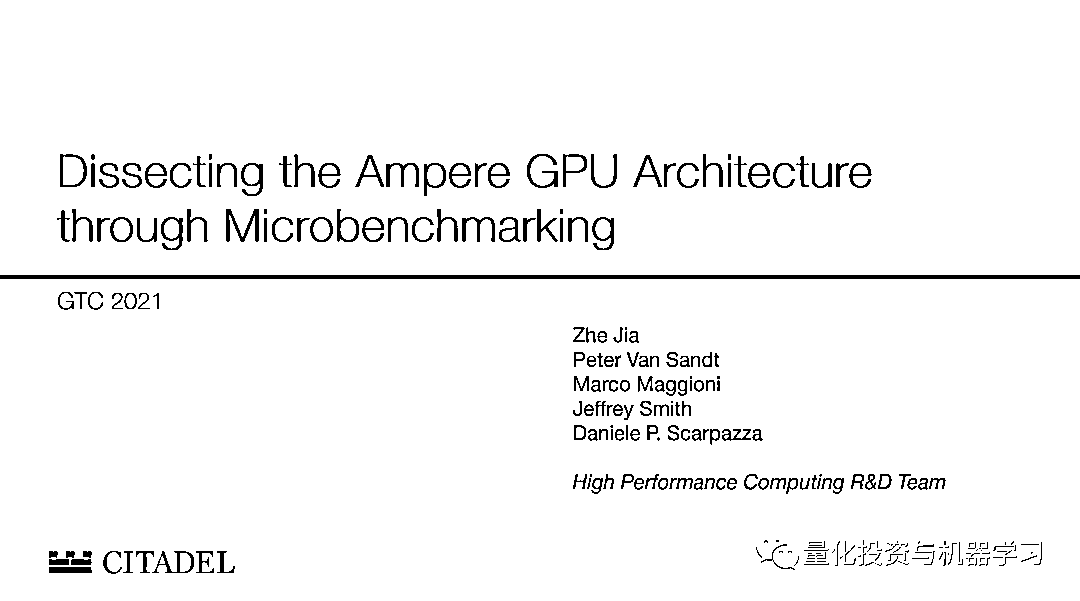 Dissecting the Ampere GPU Architecture
through Microbenchmarking
GTC 2021
Zhe Jia
Peter Van Sandt
Marco Maggioni
Jeffrey Smith
Daniele P. Scarpazza
High Performance Computing R&D Team
CITADEL
量化投资与机器学习